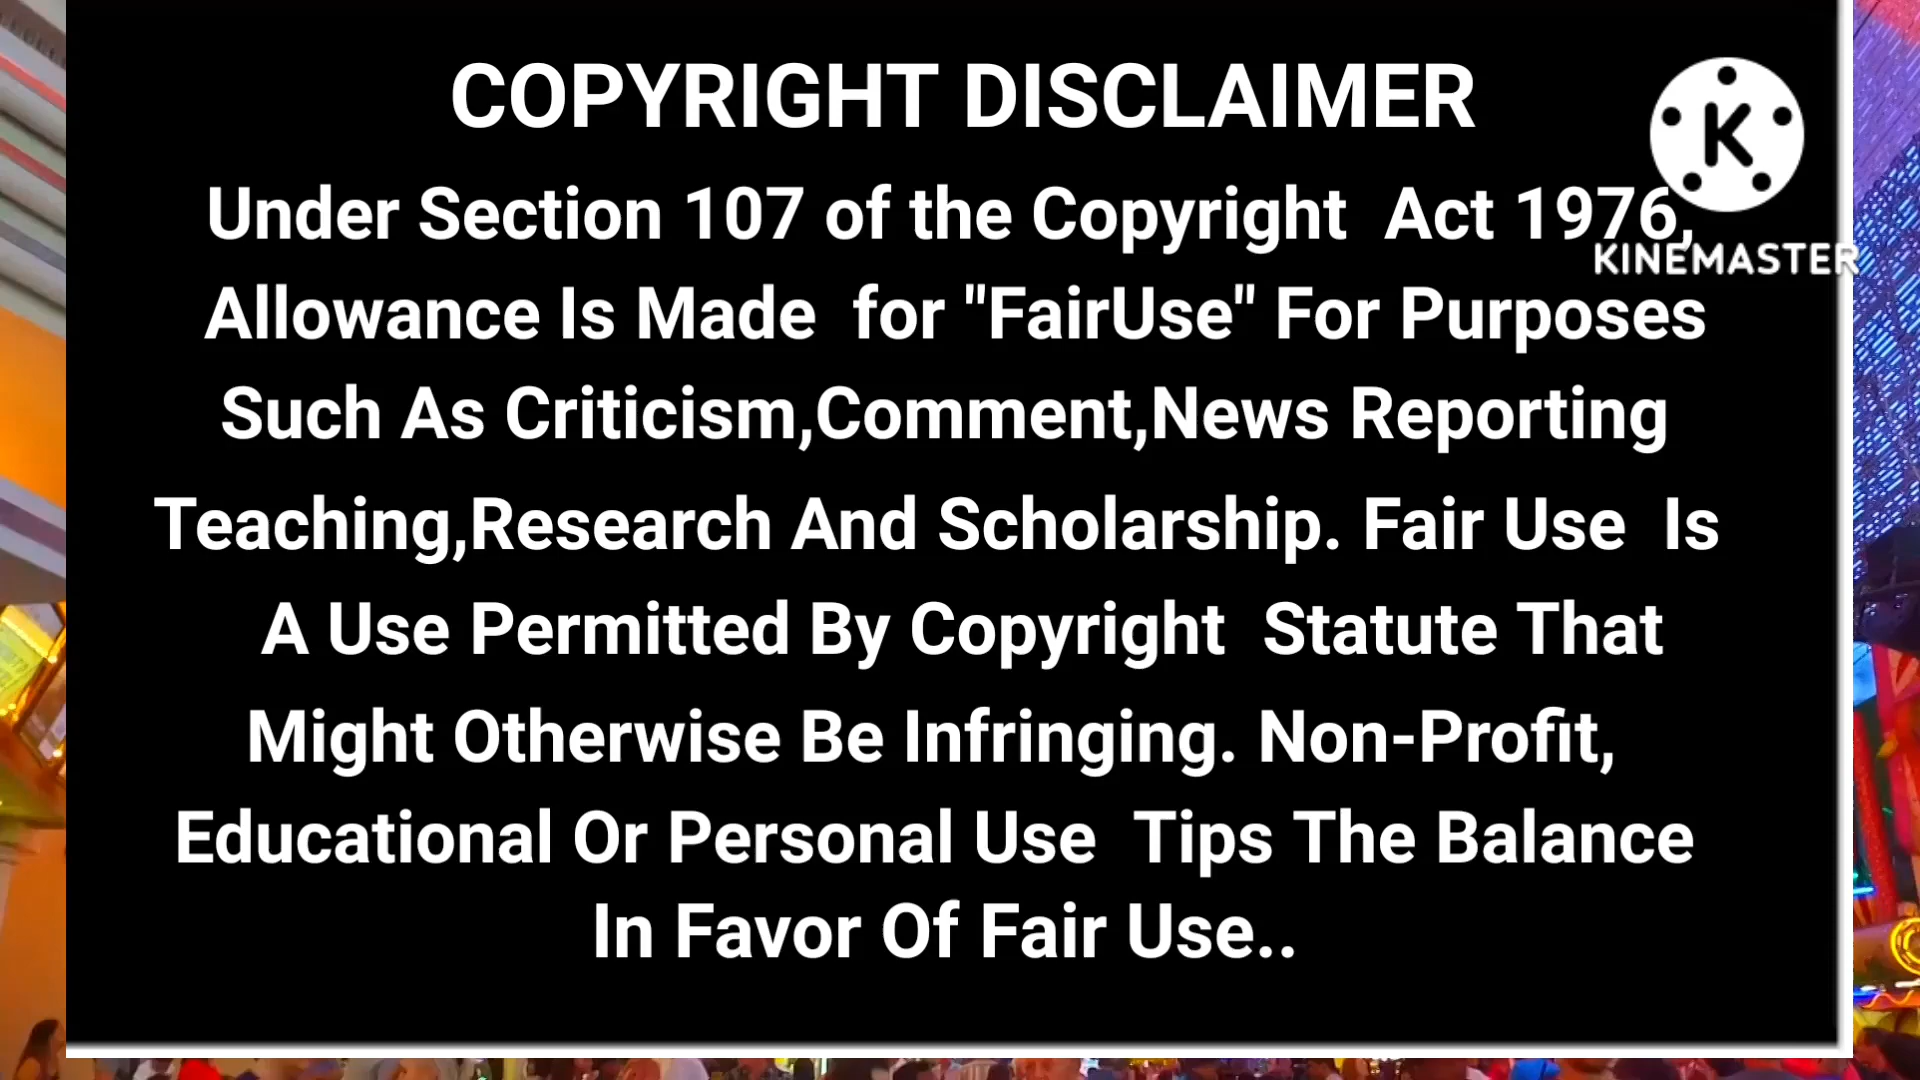 COPYRIGHT DISCLAIMER
Under Section 107 of the Copyright  Act 1976,
Allowance Is Made  for "FairUse" For Purposes
Such As Criticism,Comment,News Reporting
Teaching,Research And Scholarship. Fair Use  Is
A Use Permitted By Copyright  Statute That
Might Otherwise Be Infringing. Non-Profit,
Educational Or Personal Use  Tips The Balance
In Favor Of Fair Use..
K
KINEMASTER